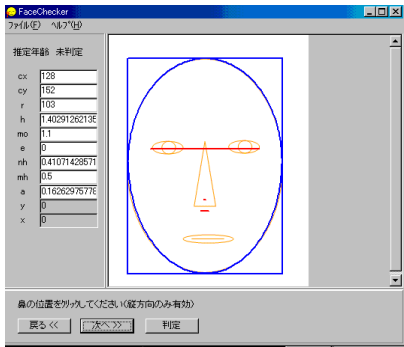 FaceChecker
ﾌｧｲﾙ(F) ﾍﾙﾌﾟ(H)
推定年齢 未判定
cx 128
cy 152
r 103
h 1.40291262135
mo 1.1
e 0
nh 0.41071428571
mh 0.5
a 0.16262975778
y 0
x 0
鼻の位置をｸﾘｯｸしてください(縦方向のみ有効)
戻る << 次へ >> 判定